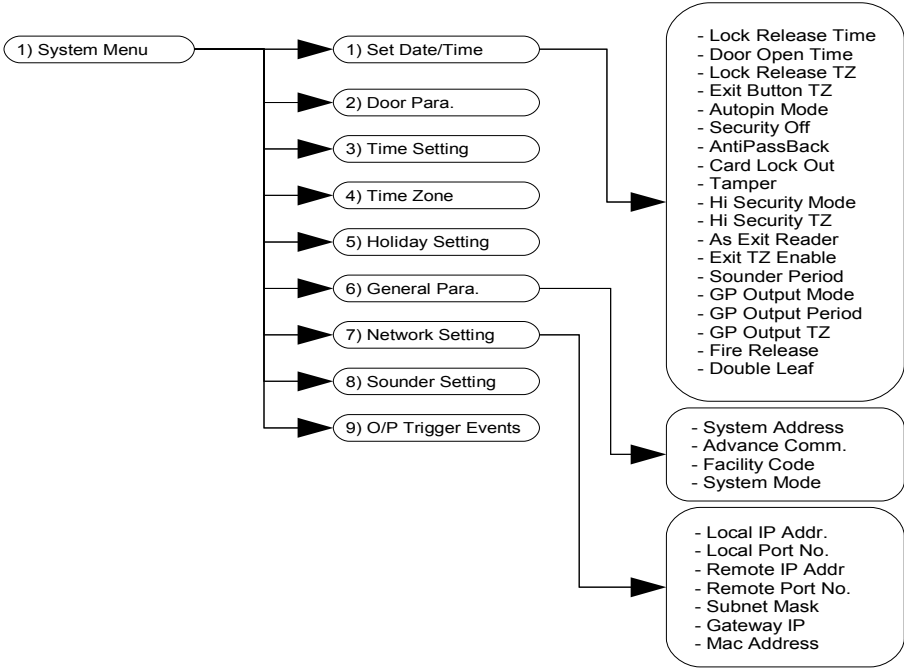 1) System Menu
1) Set Date/Time
2) Door Para.
3) Time Setting
4) Time Zone
5) Holiday Setting
6) General Para.
7) Network Setting
8) Sounder Setting
9) O/P Trigger Events
- Lock Release Time
- Door Open Time
- Lock Release TZ
- Exit Button TZ
- Autopin Mode
- Security Off
- AntiPassBack
- Card Lock Out
- Tamper
- Hi Security Mode
- Hi Security TZ
- As Exit Reader
- Exit TZ Enable
- Sounder Period
- GP Output Mode
- GP Output Period
- GP Output TZ
- Fire Release
- Double Leaf
- System Address
- Advance Comm.
- Facility Code
- System Mode
- Local IP Addr.
- Local Port No.
- Remote IP Addr
- Remote Port No.
- Subnet Mask
- Gateway IP
- Mac Address